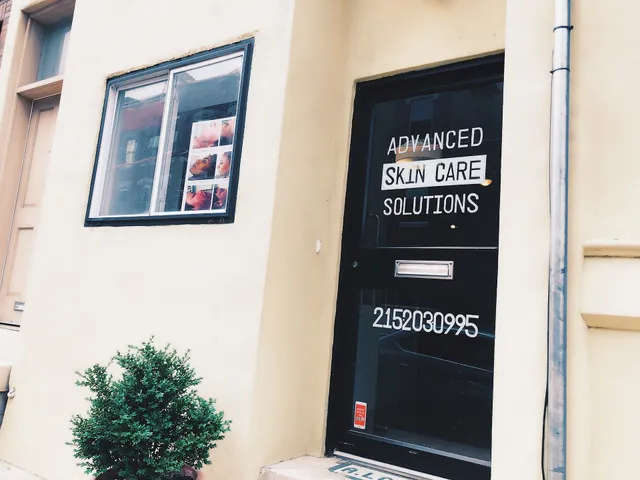 ADVANCED
SKIN CARE
SOLUTIONS
2152030995